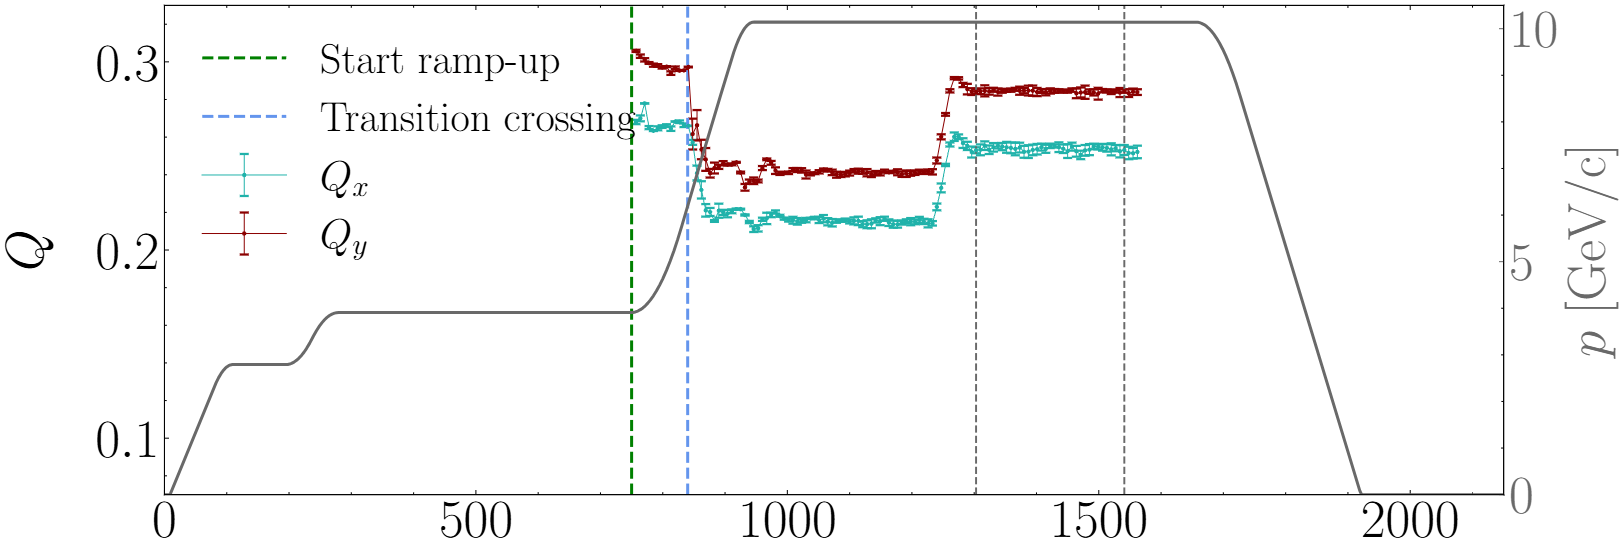 Start ramp-up
Transition crossing
Q_x
Q_y
Q
0.3
0.2
0.1
0 500 1000 1500 2000
10
5
0
p [GeV/c]